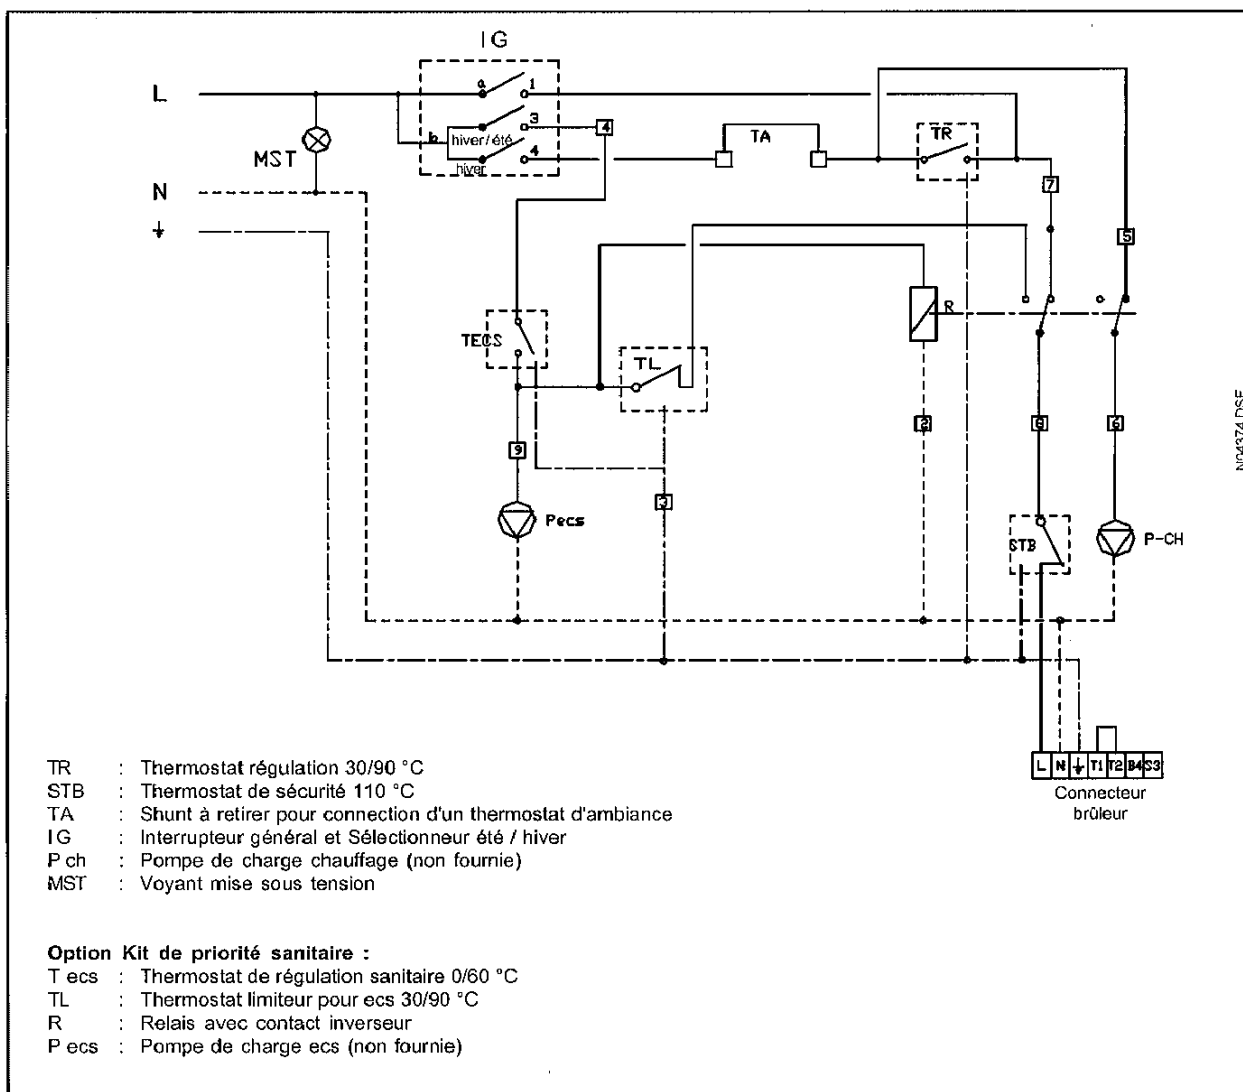 IG
L
a
1
3
4
hiver / été
b
4
hiver
MST
TA
TR
N
7
5
R
TECS
TL
2
8
6
9
3
Pecs
STB
P-CH
N04374.DSF
L N T1 T2 B4 S3
Connecteur
brûleur
TR : Thermostat régulation 30/90 °C
STB : Thermostat de sécurité 110 °C
TA : Shunt à retirer pour connection d'un thermostat d'ambiance
IG : Interrupteur général et Sélectionneur été / hiver
P ch : Pompe de charge chauffage (non fournie)
MST : Voyant mise sous tension
Option Kit de priorité sanitaire :
T ecs : Thermostat de régulation sanitaire 0/60 °C
TL : Thermostat limiteur pour ecs 30/90 °C
R : Relais avec contact inverseur
P ecs : Pompe de charge ecs (non fournie)